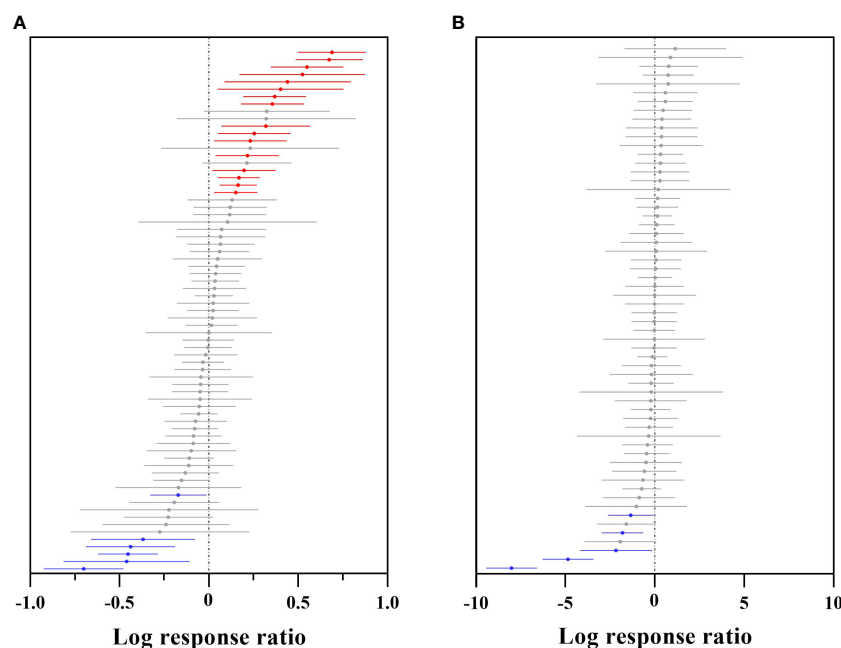 A
B
-1.0 -0.5 0 0.5 1.0
-10 -5 0 5 10
Log response ratio
Log response ratio